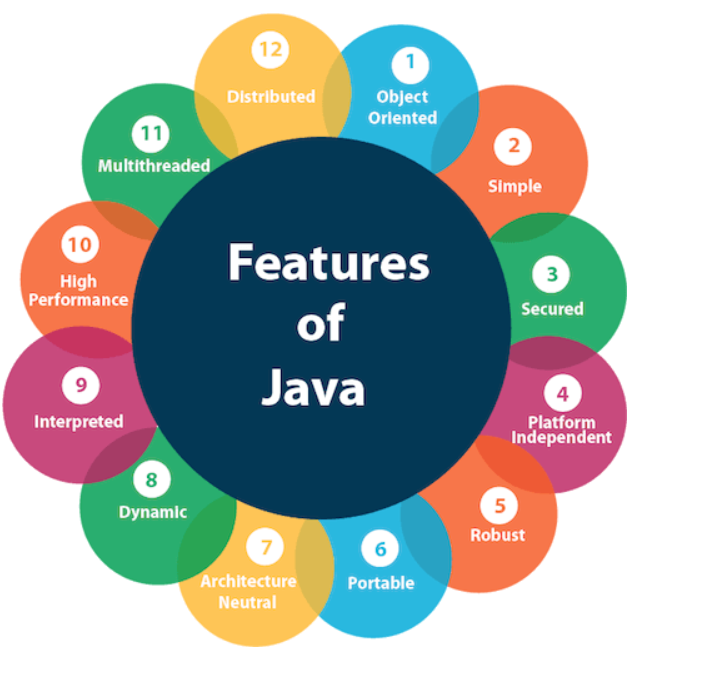 Features
of
Java
1
Object
Oriented
2
Simple
3
Secured
4
Platform
Independent
5
Robust
6
Portable
7
Architecture
Neutral
8
Dynamic
9
Interpreted
10
High
Performance
11
Multithreaded
12
Distributed